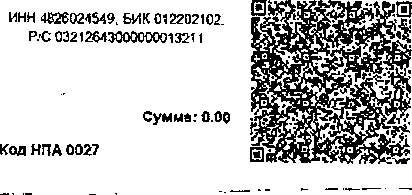 ИНН 4826024549, БИК 012202102,
Р/С 03212643000000013211
Сумма: 0.00
Код НПА 0027